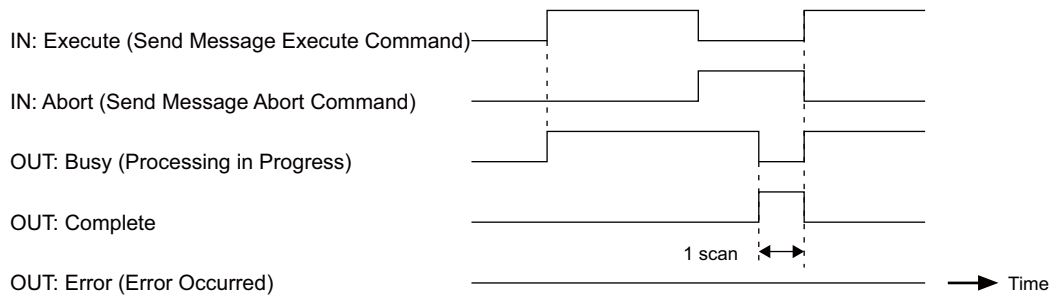 IN: Execute (Send Message Execute Command)
IN: Abort (Send Message Abort Command)
OUT: Busy (Processing in Progress)
OUT: Complete
1 scan
OUT: Error (Error Occurred)
Time